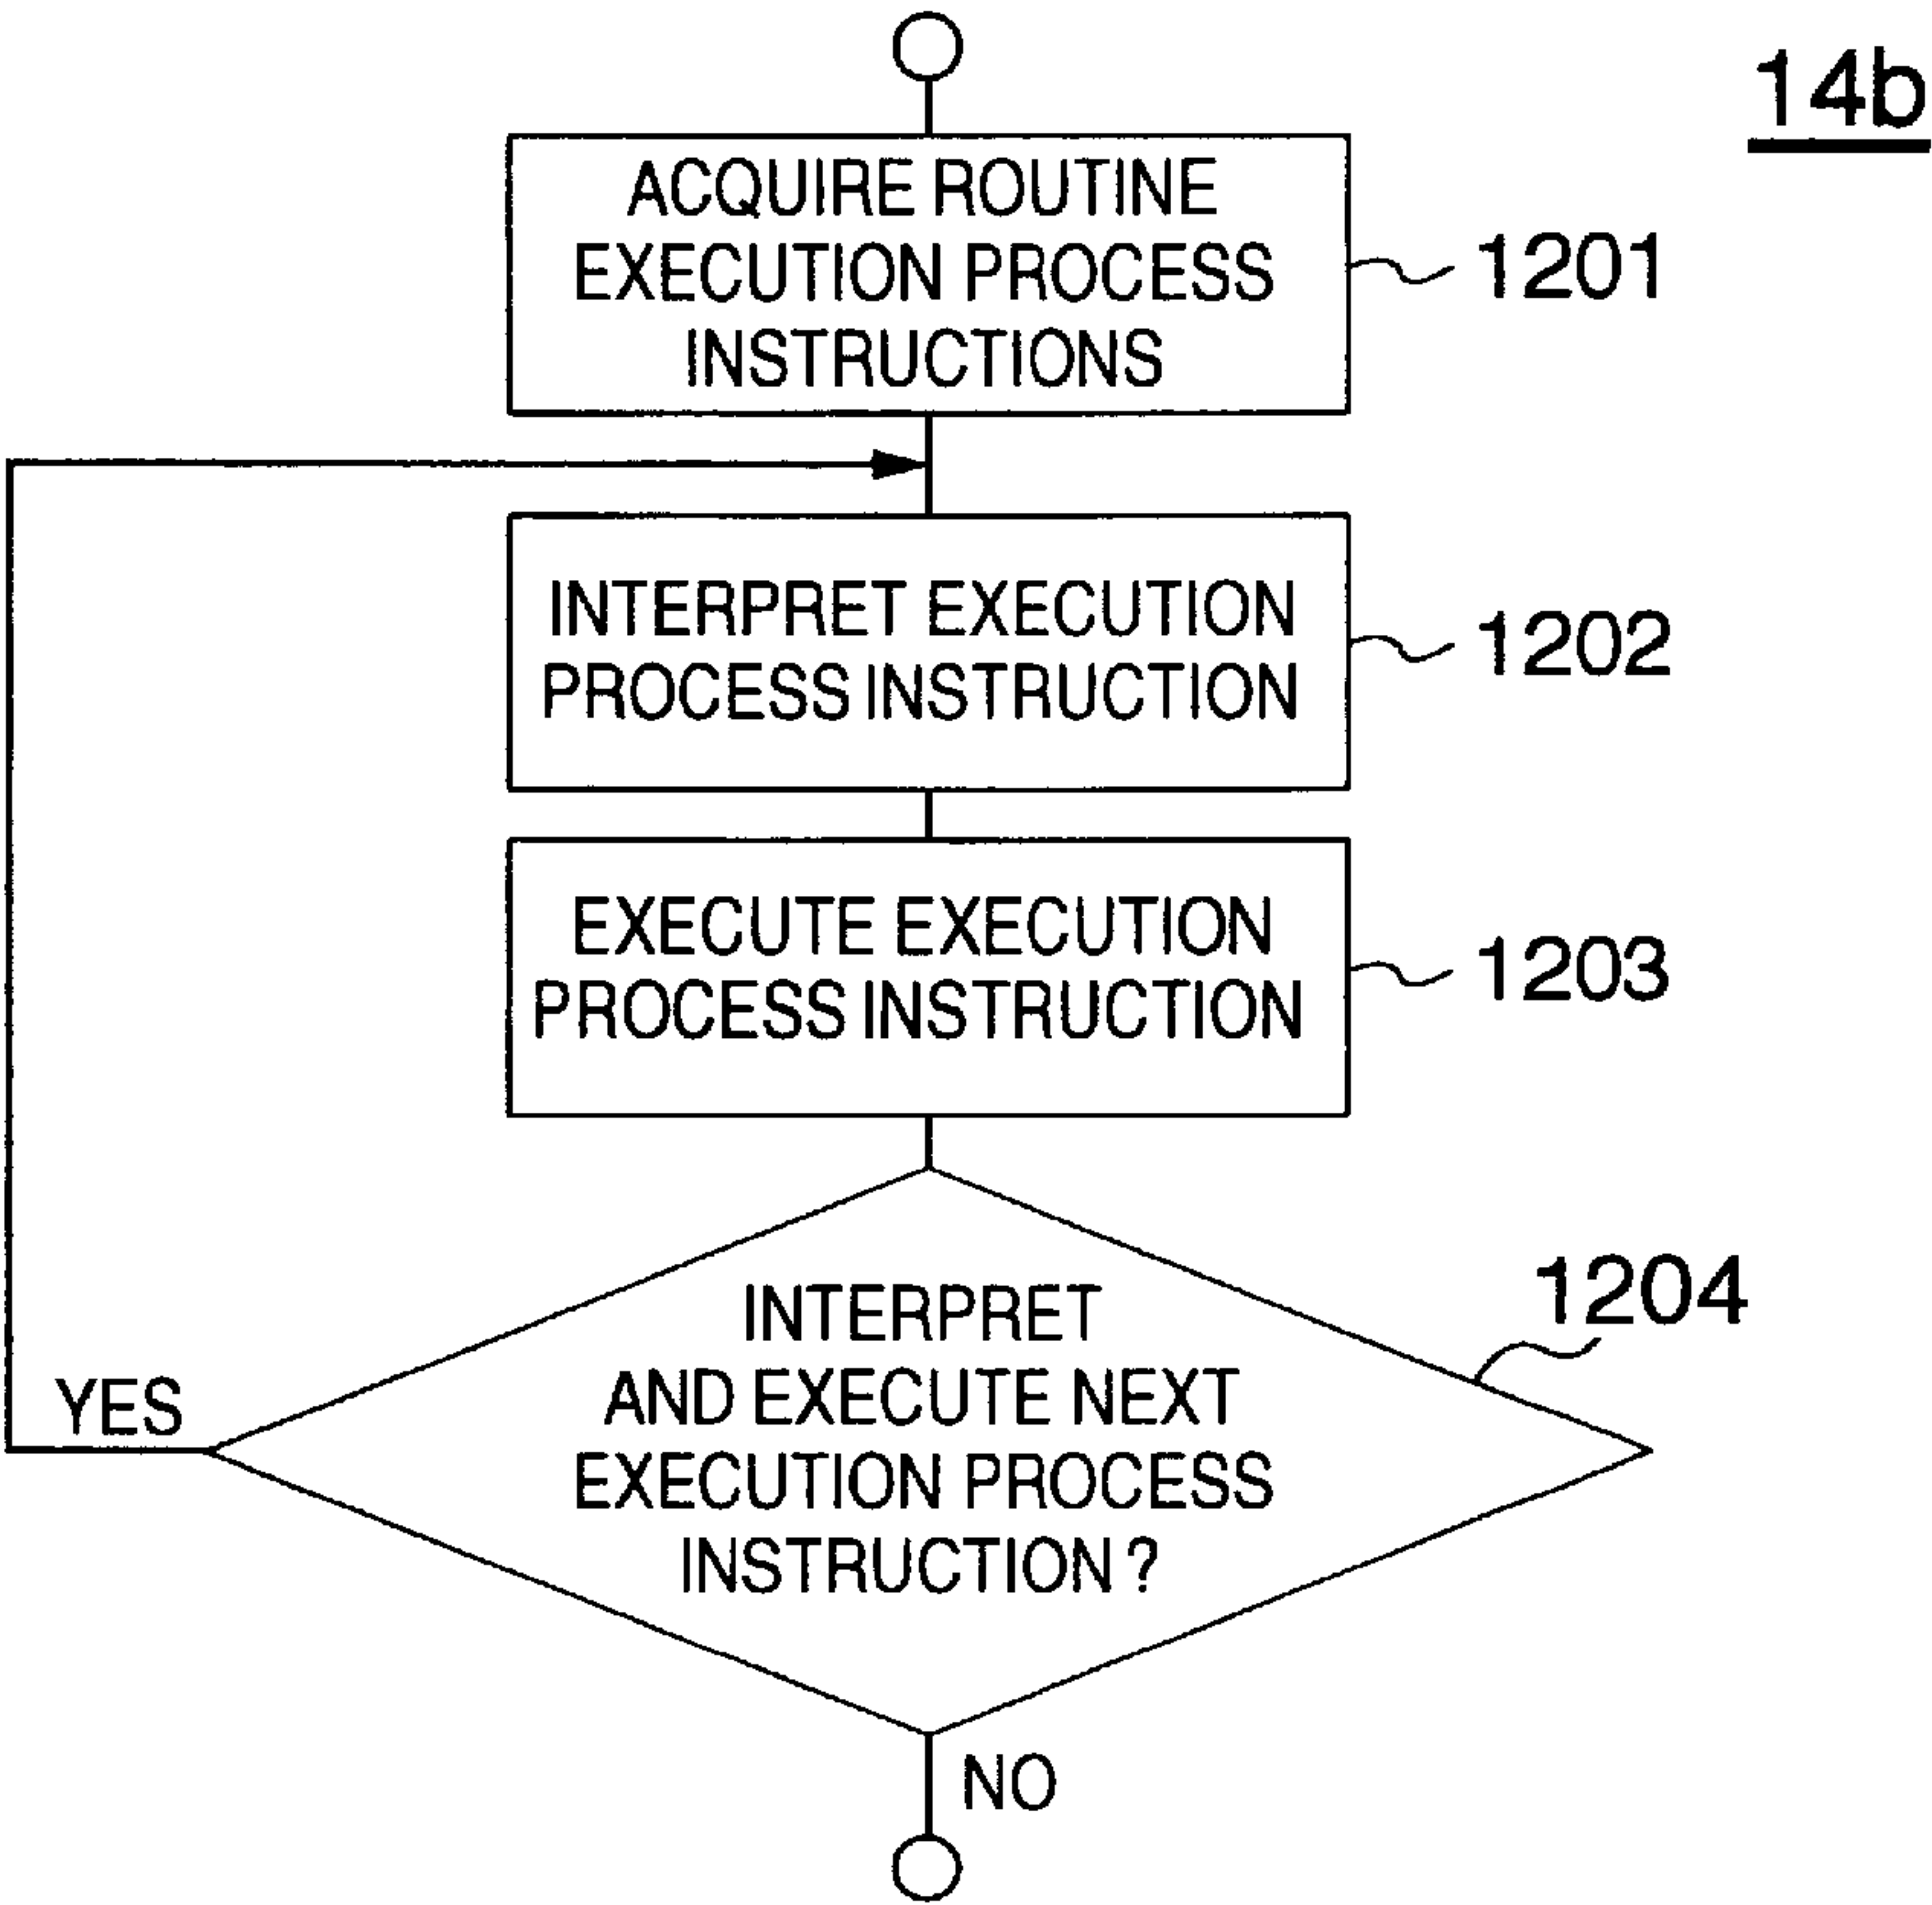 14b
ACQUIRE ROUTINE
EXECUTION PROCESS
INSTRUCTIONS
1201
INTERPRET EXECUTION
PROCESS INSTRUCTION
1202
EXECUTE EXECUTION
PROCESS INSTRUCTION
1203
INTERPRET
AND EXECUTE NEXT
EXECUTION PROCESS
INSTRUCTION ?
1204
YES
NO